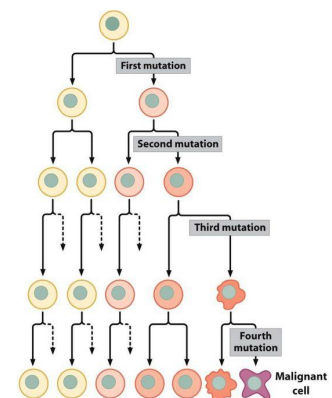 First mutation
Second mutation
Third mutation
Fourth
mutation
Malignant
cell